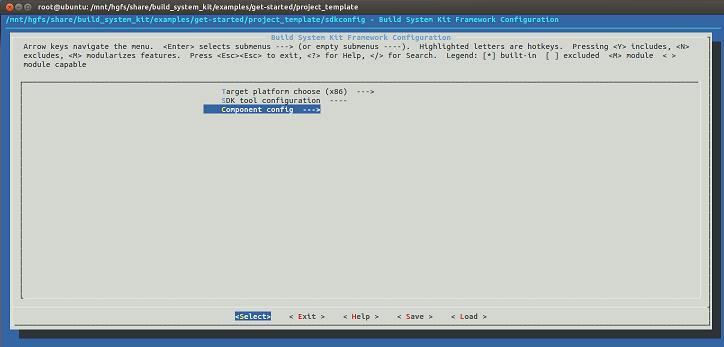 root@ubuntu: /mnt/hgfs/share/build_system_kit/examples/get-started/project_template
/mnt/hgfs/share/build_system_kit/examples/get-started/project_template/sdkconfig - Build System Kit Framework Configuration
Build System Kit Framework Configuration
Arrow keys navigate the menu. <Enter> selects submenus ---> (or empty submenus ----). Highlighted letters are hotkeys. Pressing <Y> includes, <N>
excludes, <M> modularizes features. Press <Esc><Esc> to exit, <?> for Help, </> for Search. Legend: [*] built-in [ ] excluded <M> module < >
module capable
Target platform choose (x86) --->
SDK tool configuration ----
Component config --->
<Select> < Exit > < Help > < Save > < Load >